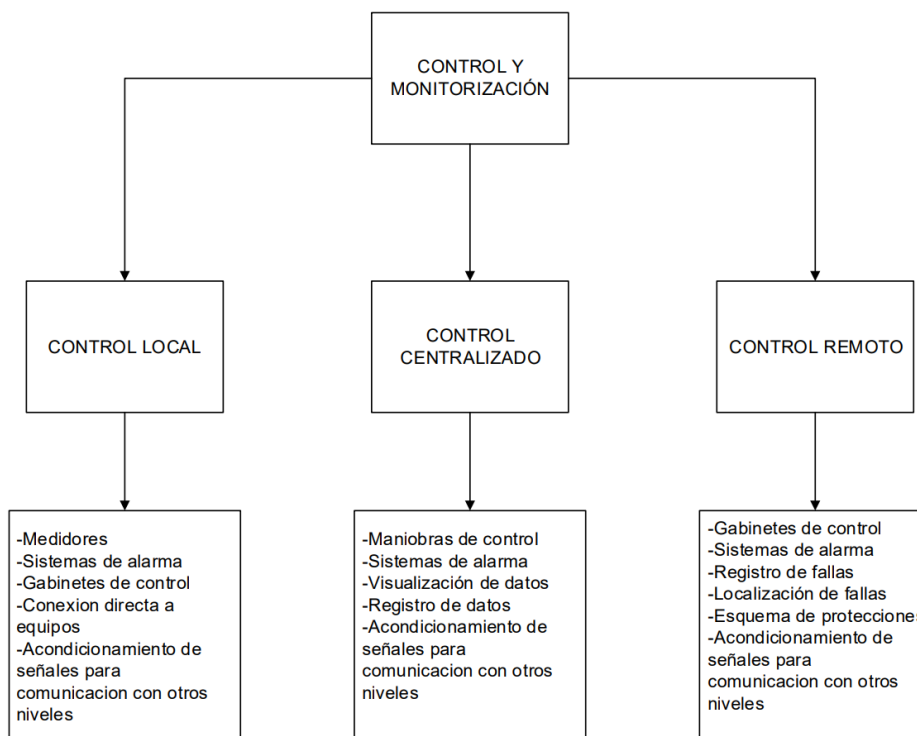 CONTROL Y
MONITORIZACIÓN
CONTROL LOCAL
CONTROL
CENTRALIZADO
CONTROL REMOTO
-Medidores
-Sistemas de alarma
-Gabinetes de control
-Conexion directa a
equipos
-Acondicionamiento de
señales para
comunicacion con otros
niveles
-Maniobras de control
-Sistemas de alarma
-Visualización de datos
-Registro de datos
-Acondicionamiento de
señales para
comunicacion con otros
niveles
-Gabinetes de control
-Sistemas de alarma
-Registro de fallas
-Localización de fallas
-Esquema de protecciones
-Acondicionamiento de
señales para
comunicacion con otros
niveles